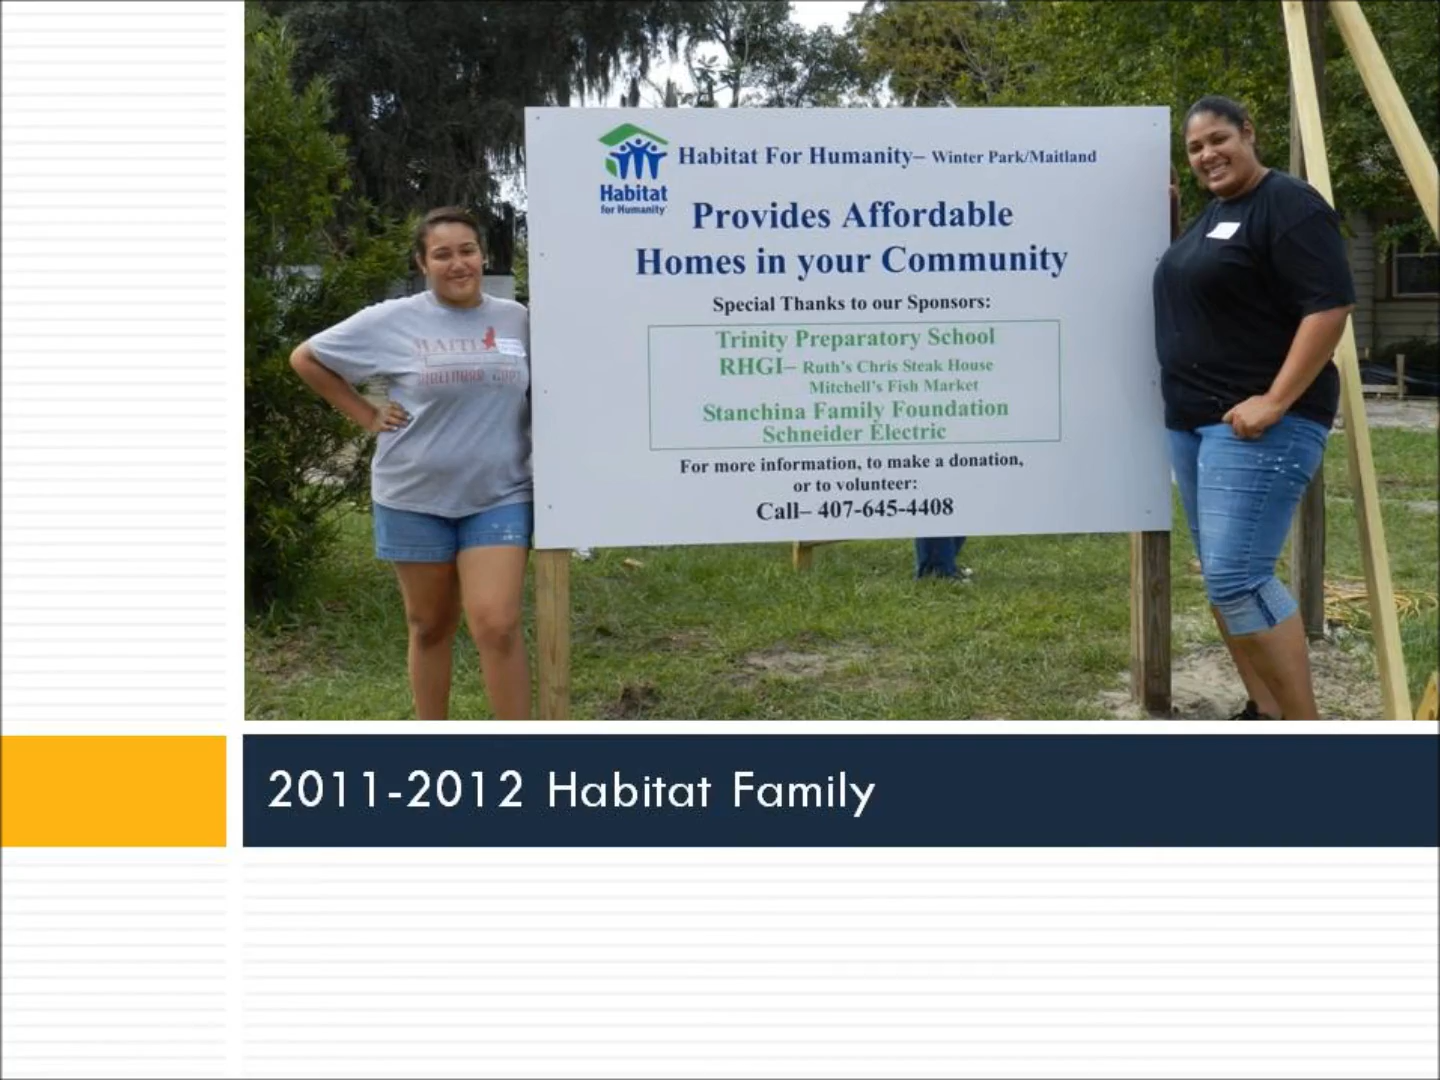 Habitat
for Humanity
Habitat For Humanity– Winter Park/Maitland
Provides Affordable
Homes in your Community
Special Thanks to our Sponsors:
Trinity Preparatory School
RHGI– Ruth's Chris Steak House
Mitchell's Fish Market
Stanchina Family Foundation
Schneider Electric
For more information, to make a donation,
or to volunteer:
Call– 407-645-4408
HAITI
2011-2012 Habitat Family